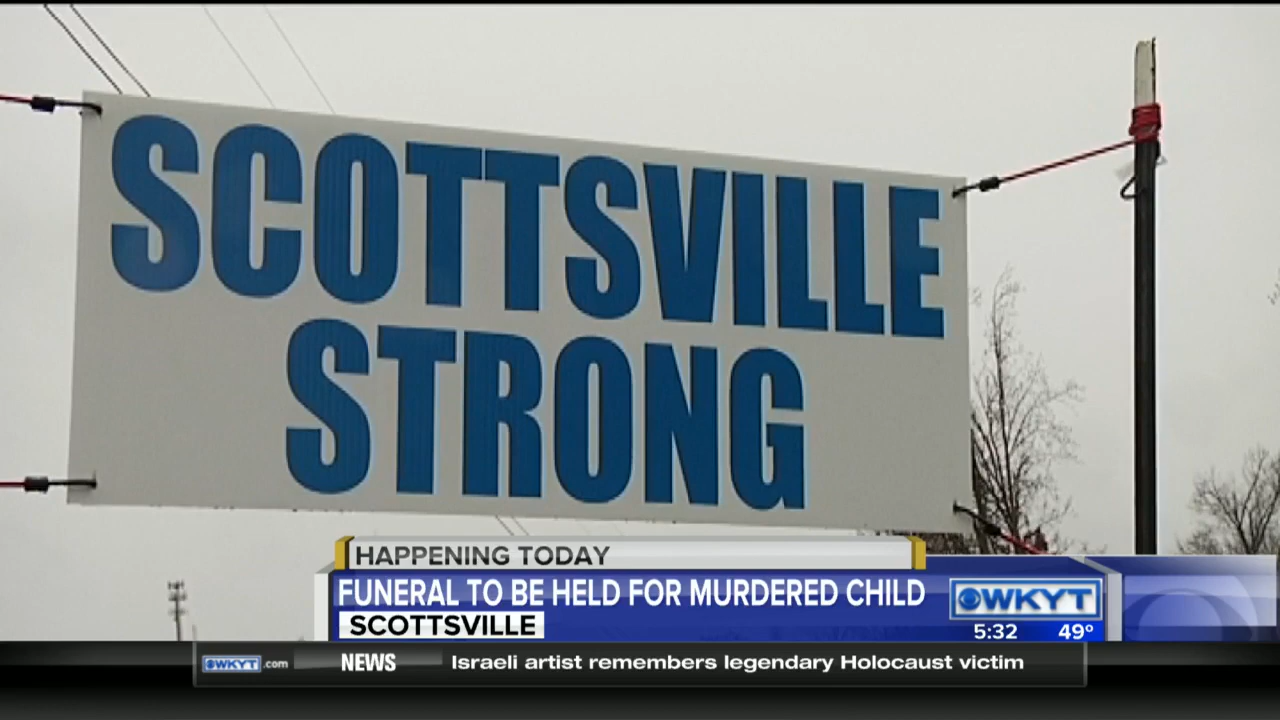 SCOTTSVILLE
STRONG
HAPPENING TODAY
FUNERAL TO BE HELD FOR MURDERED CHILD
WKYT
SCOTTSVILLE
5:32 49º
WKYT.com NEWS Israeli artist remembers legendary Holocaust victim